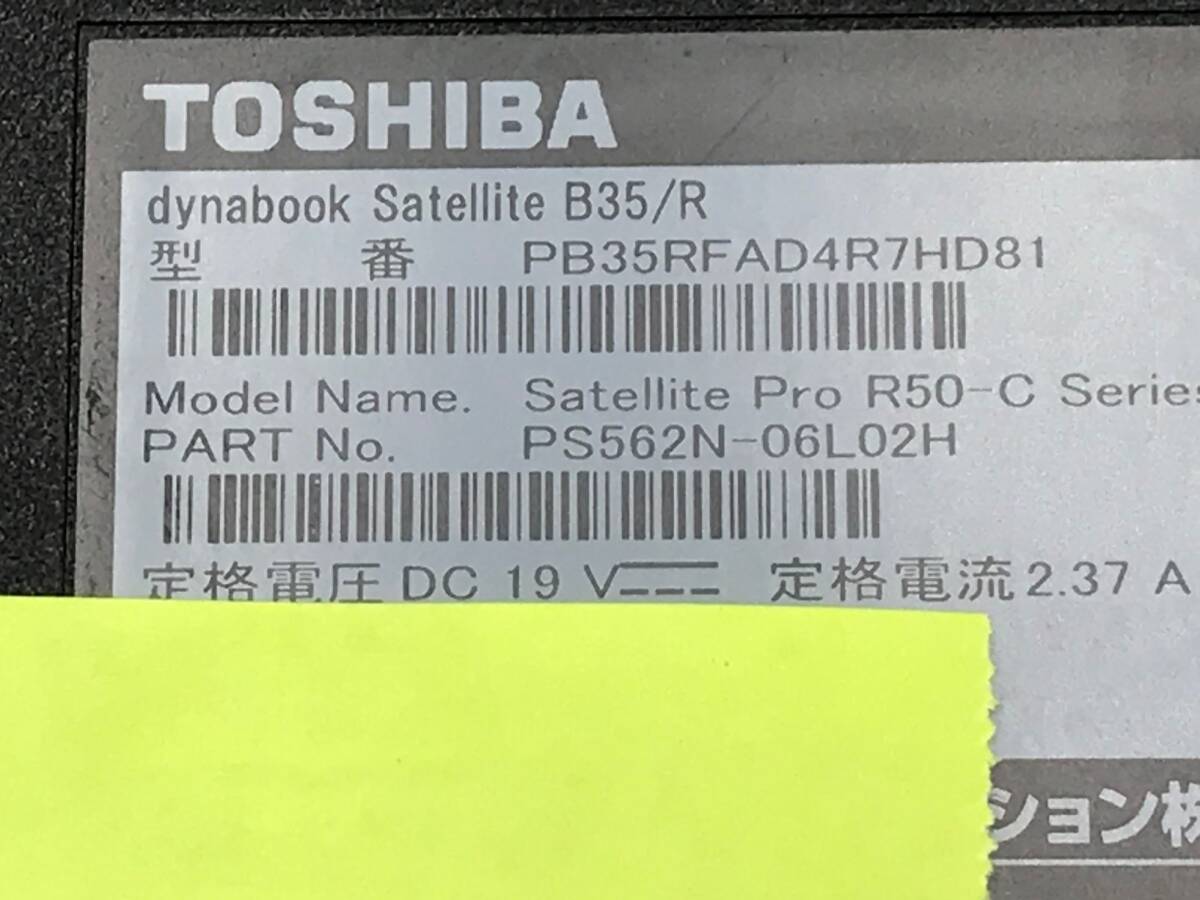 TOSHIBA
dynabook Satellite B35/R
型 番 PB35RFAD4R7HD81
Model Name. Satellite Pro R50-C Series
PART No. PS562N-06L02H
定格電圧 DC 19 V 定格電流 2.37 A
ション株